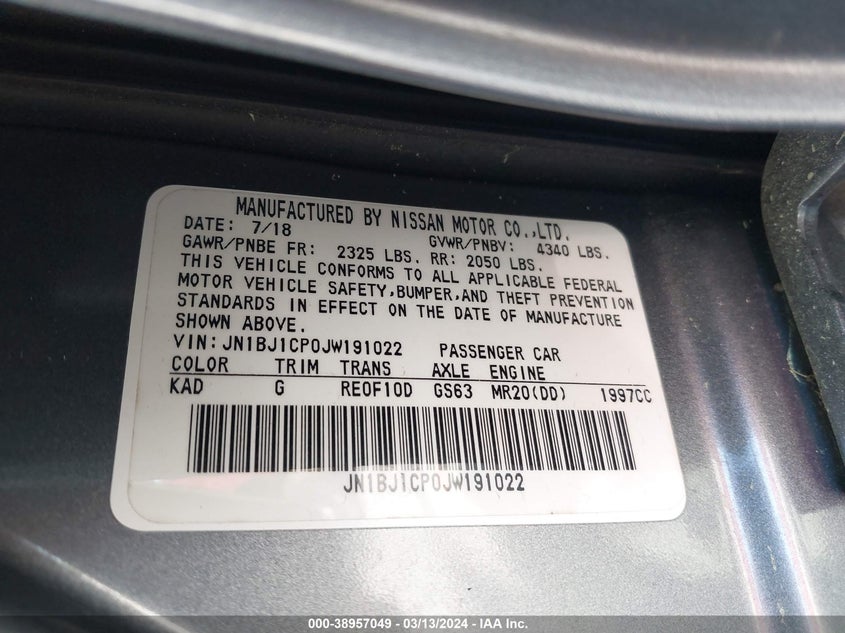 MANUFACTURED BY NISSAN MOTOR CO.,LTD.
DATE: 7/18 GVWR/PNBV: 4340 LBS.
GAWR/PNBE FR: 2325 LBS. RR: 2050 LBS.
THIS VEHICLE CONFORMS TO ALL APPLICABLE FEDERAL
MOTOR VEHICLE SAFETY,BUMPER,AND THEFT PREVENTION
STANDARDS IN EFFECT ON THE DATE OF MANUFACTURE
SHOWN ABOVE.
VIN:JN1BJ1CP0JW191022 PASSENGER CAR
COLOR TRIM TRANS AXLE ENGINE
KAD G RE0F10D GS63 MR20(DD) 1997CC
JN1BJ1CP0JW191022
000-38957049 - 03/13/2024 - IAA Inc.